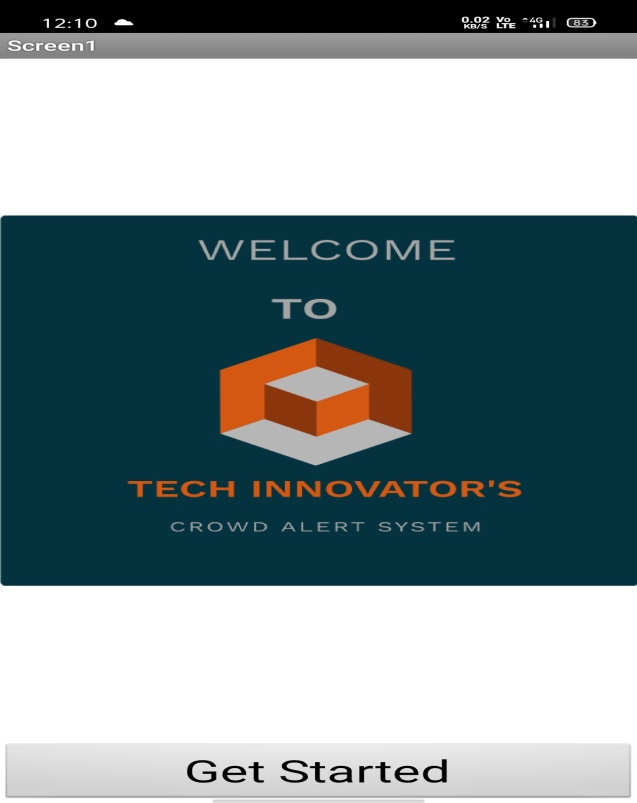 12:10 0.02 KB/S Vo LTE 4G 83
Screen1
WELCOME
TO
TECH INNOVATOR'S
CROWD ALERT SYSTEM
Get Started